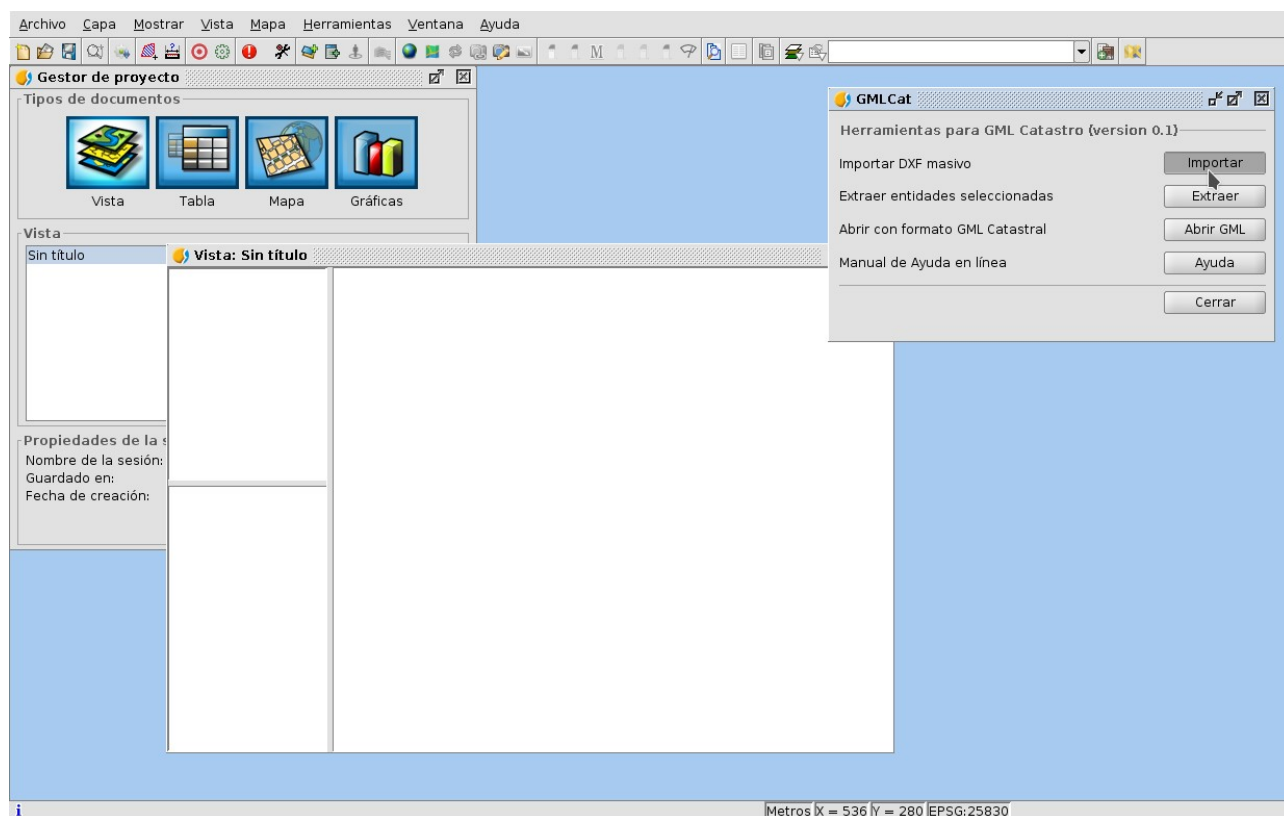 Archivo Capa Mostrar Vista Mapa Herramientas Ventana Ayuda
M
Gestor de proyecto
Tipos de documentos
Vista Tabla Mapa Gráficas
Vista
Sin título
Propiedades de la s
Nombre de la sesión:
Guardado en:
Fecha de creación:
Vista: Sin título
GMLCat
Herramientas para GML Catastro (version 0.1)
Importar DXF masivo Importar
Extraer entidades seleccionadas Extraer
Abrir con formato GML Catastral Abrir GML
Manual de Ayuda en línea Ayuda
Cerrar
i Metros X = 536 Y = 280 EPSG:25830